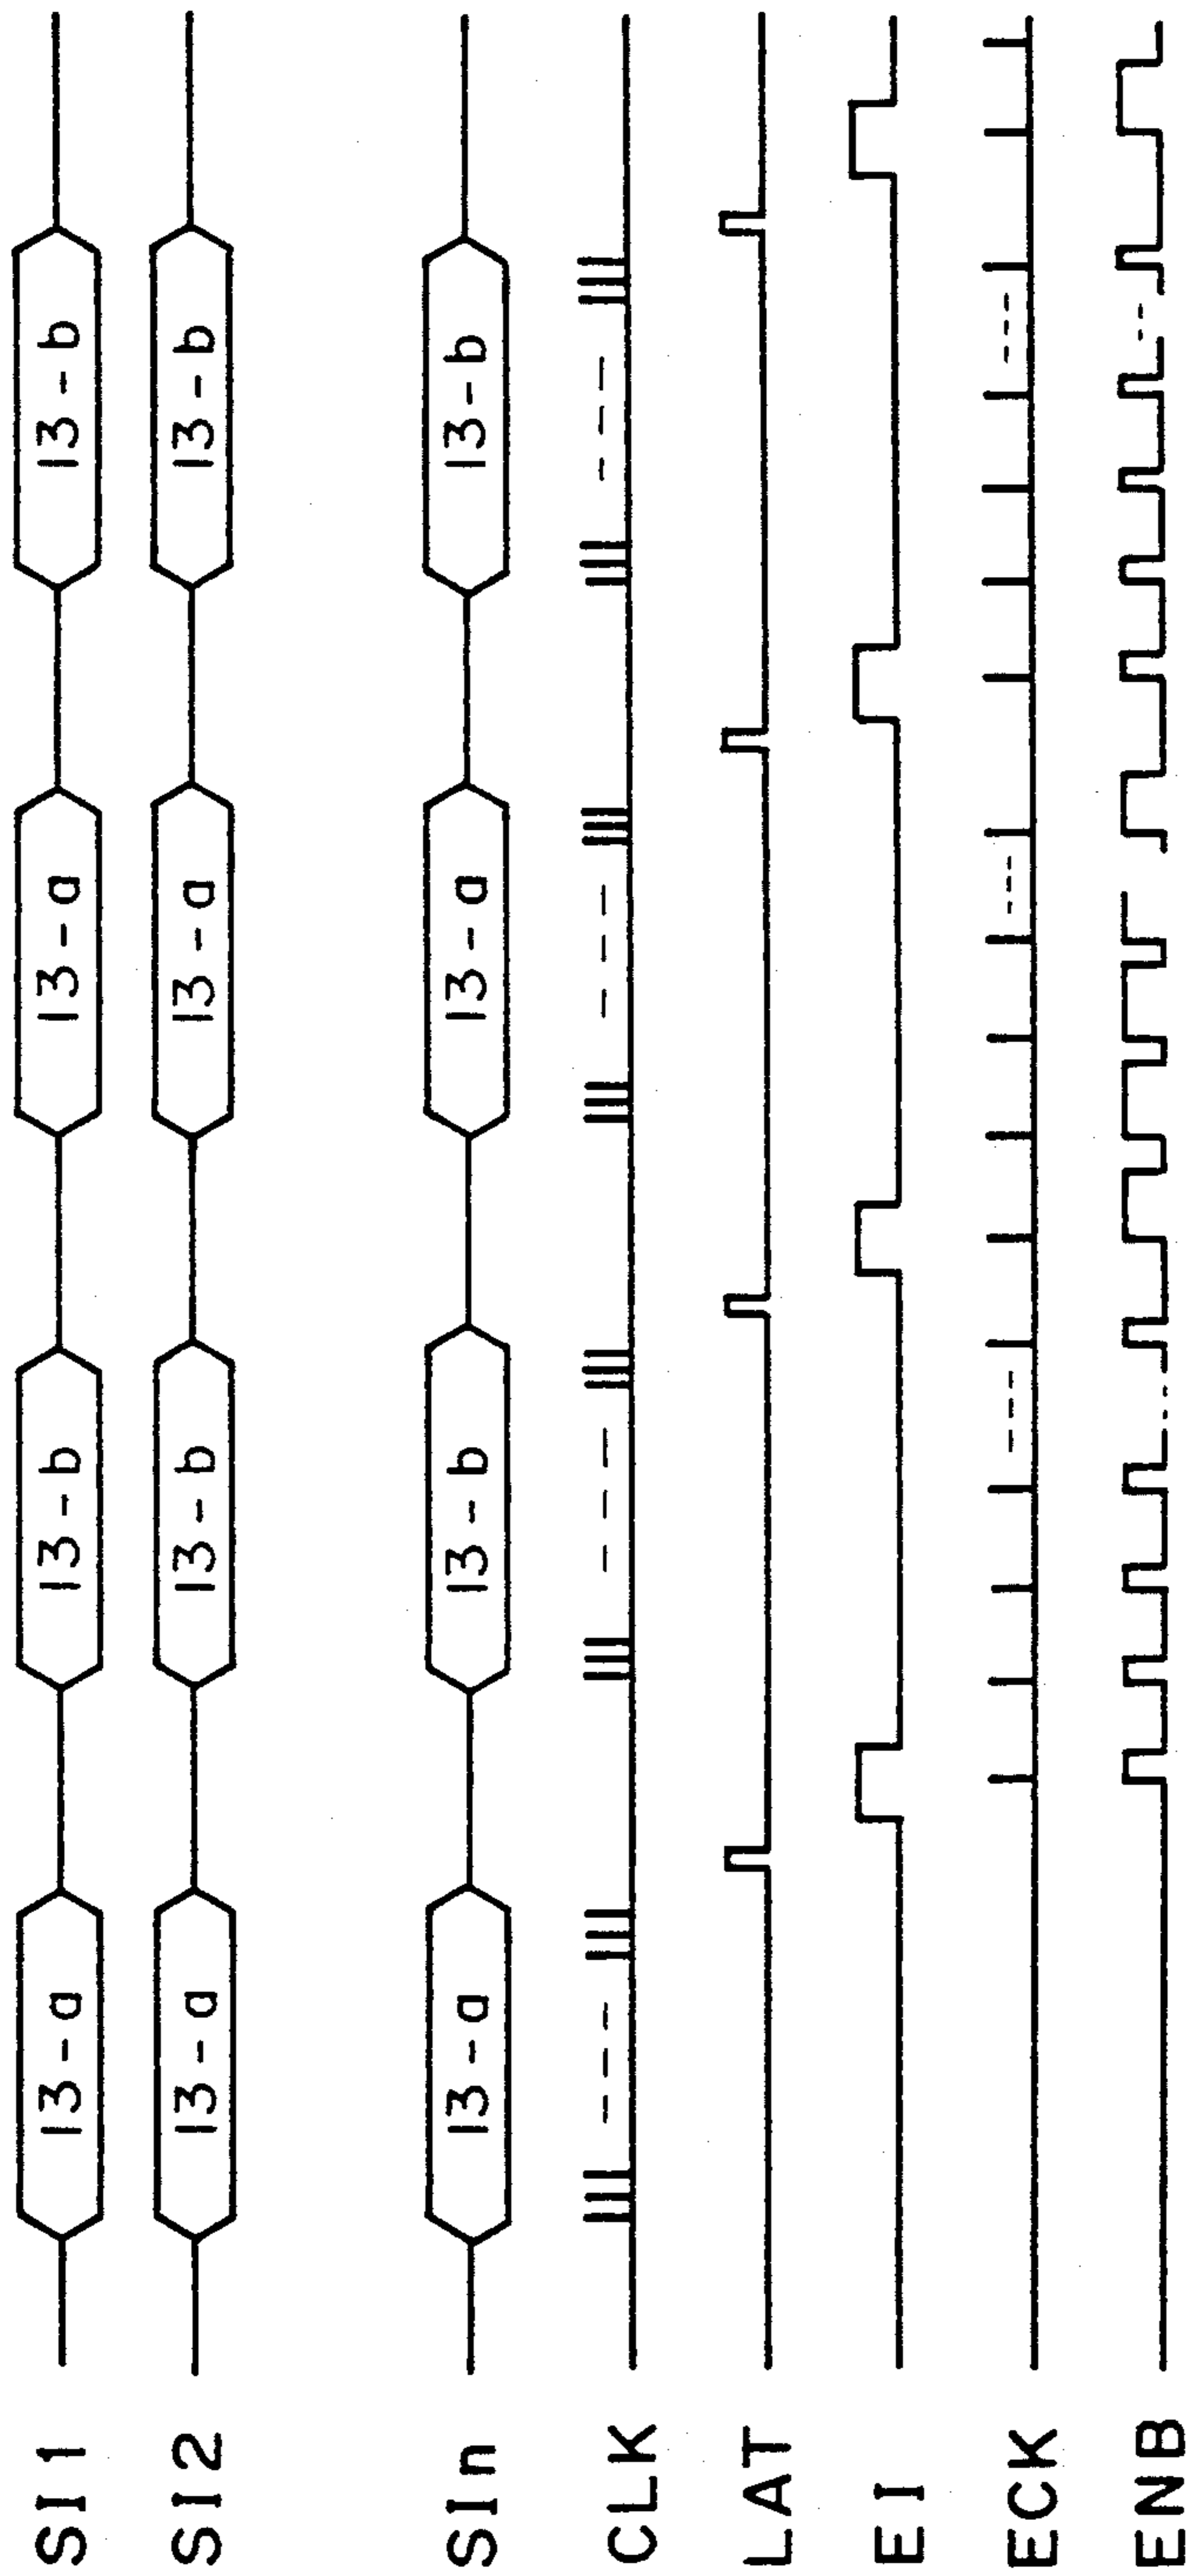 SI1 13-a 13-b 13-a 13-b
SI2 13-a 13-b 13-a 13-b
SIn 13-a 13-b 13-a 13-b
CLK
LAT
EI
ECK
ENB